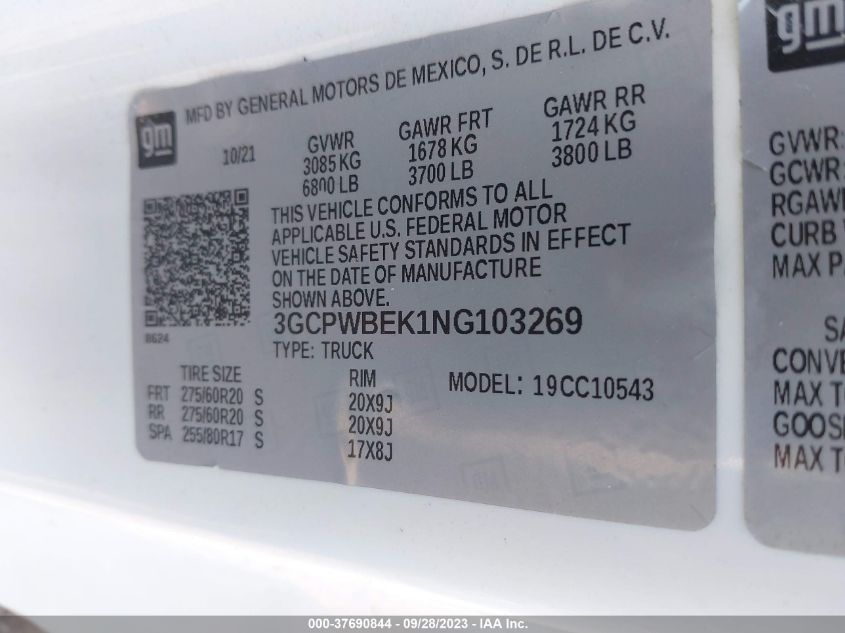 gm
MFD BY GENERAL MOTORS DE MEXICO, S. DE R.L. DE C.V.
10/21
GVWR GAWR FRT GAWR RR
3085 KG 1678 KG 1724 KG
6800 LB 3700 LB 3800 LB
THIS VEHICLE CONFORMS TO ALL
APPLICABLE U.S. FEDERAL MOTOR
VEHICLE SAFETY STANDARDS IN EFFECT
ON THE DATE OF MANUFACTURE
SHOWN ABOVE.
3GCPWBEK1NG103269
TYPE: TRUCK
8624
TIRE SIZE RIM MODEL: 19CC10543
FRT 275/60R20 S 20X9J
RR 275/60R20 S 20X9J
SPA 255/80R17 S 17X8J
gm
GVWR:
GCWR:
RGAW
CURB
MAX P
SA
CONVE
MAX T
GOOS
MAX T
000-37690844 - 09/28/2023 - IAA Inc.